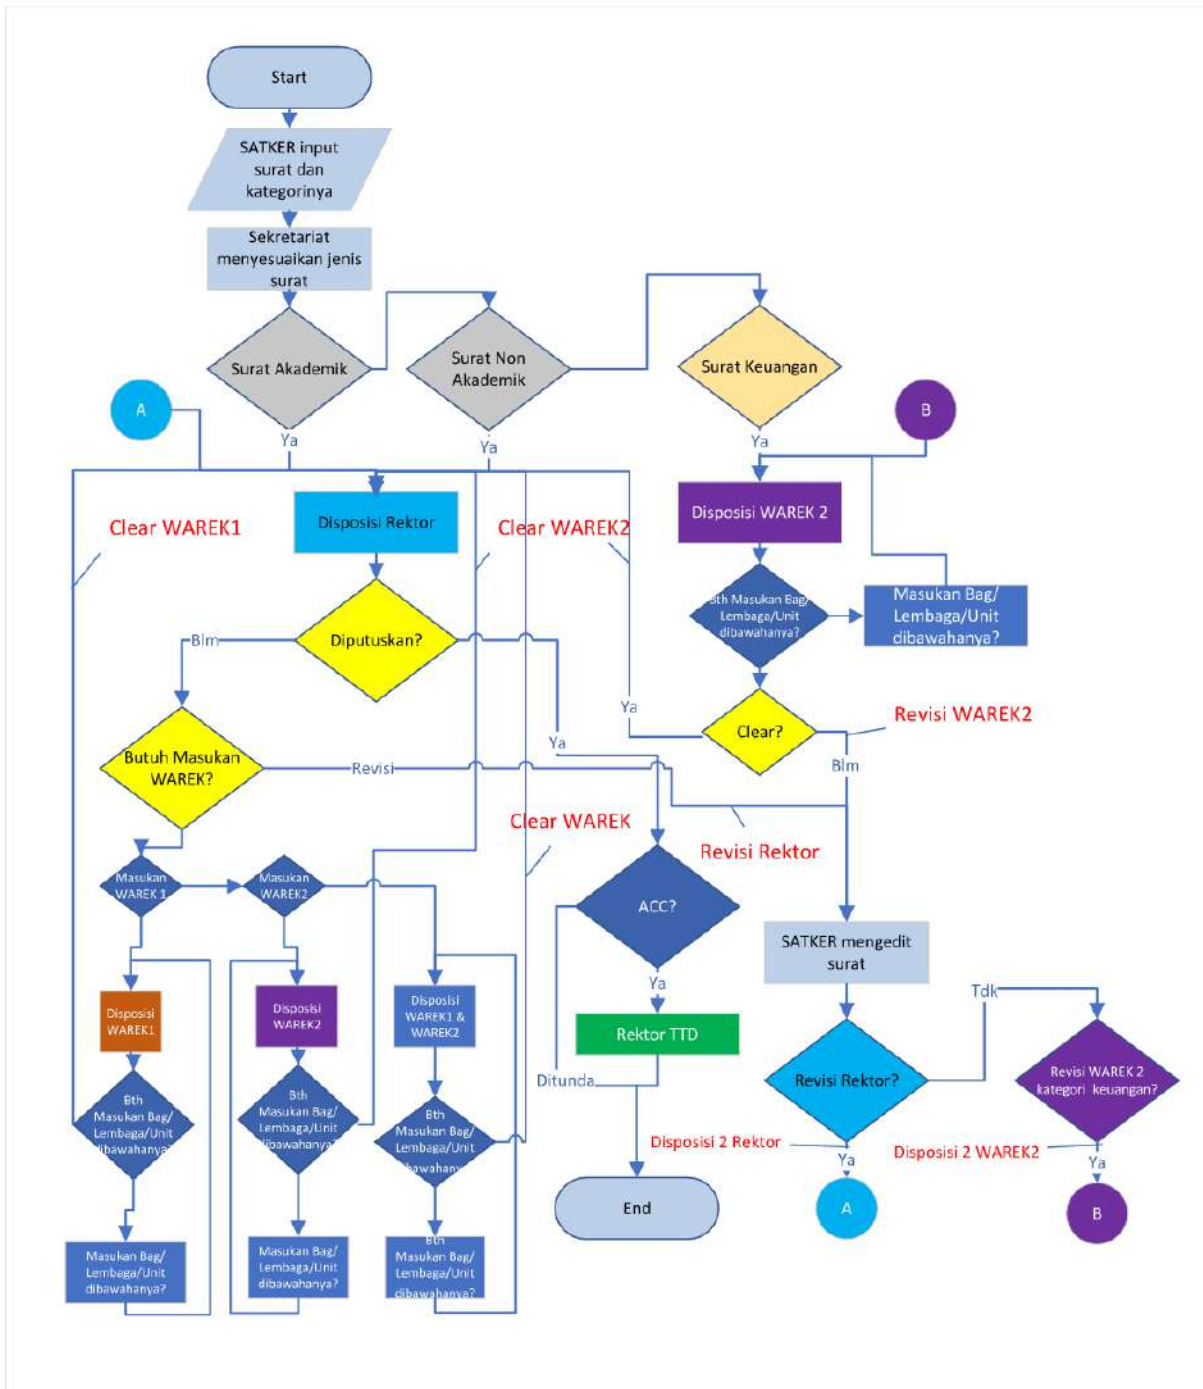 Start
SATKER input
surat dan
kategorinya
Sekretariat
menyesuaikan jenis
surat
Surat Akademik
Surat Non
Akademik
Surat Keuangan
A
B
Ya
Ya
Ya
Disposisi Rektor
Disposisi WAREK 2
Clear WAREK1
Clear WAREK2
Bth Masukan Bag/
Lembaga/Unit
dibawahanya?
Masukan Bag/
Lembaga/Unit
dibawahanya?
Diputuskan?
Blm
Ya
Ya
Clear?
Revisi WAREK2
Blm
Butuh Masukan
WAREK?
Revisi
Clear WAREK
Revisi Rektor
Masukan
WAREK 1
Masukan
WAREK2
ACC?
SATKER mengedit
surat
Ya
Tdk
Disposisi
WAREK1
Disposisi
WAREK2
Disposisi
WAREK1 &
WAREK2
Rektor TTD
Revisi Rektor?
Revisi WAREK 2
kategori keuangan?
Ditunda
Bth
Masukan Bag/
Lembaga/Unit
dibawahanya?
Bth
Masukan Bag/
Lembaga/Unit
dibawahanya?
Bth
Masukan Bag/
Lembaga/Unit
dibawahanya?
Disposisi 2 Rektor
Ya
Disposisi 2 WAREK2
Ya
End
A
B
Masukan Bag/
Lembaga/Unit
dibawahanya?
Masukan Bag/
Lembaga/Unit
dibawahanya?
Bth
Masukan Bag/
Lembaga/Unit
dibawahanya?